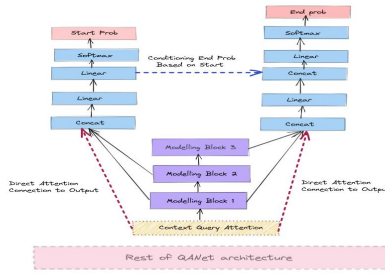 End prob
Start Prob
Softmax
Softmax
Linear
Conditioning End Prob
Based on Start
Linear
Concat
Linear
Linear
Concat
Concat
Modelling Block 3
Modelling Block 2
Direct Attention
Connection to Output
Direct Attention
Connection to Outpu
Modelling Block 1
Context Query Attention
Rest of QANet architecture